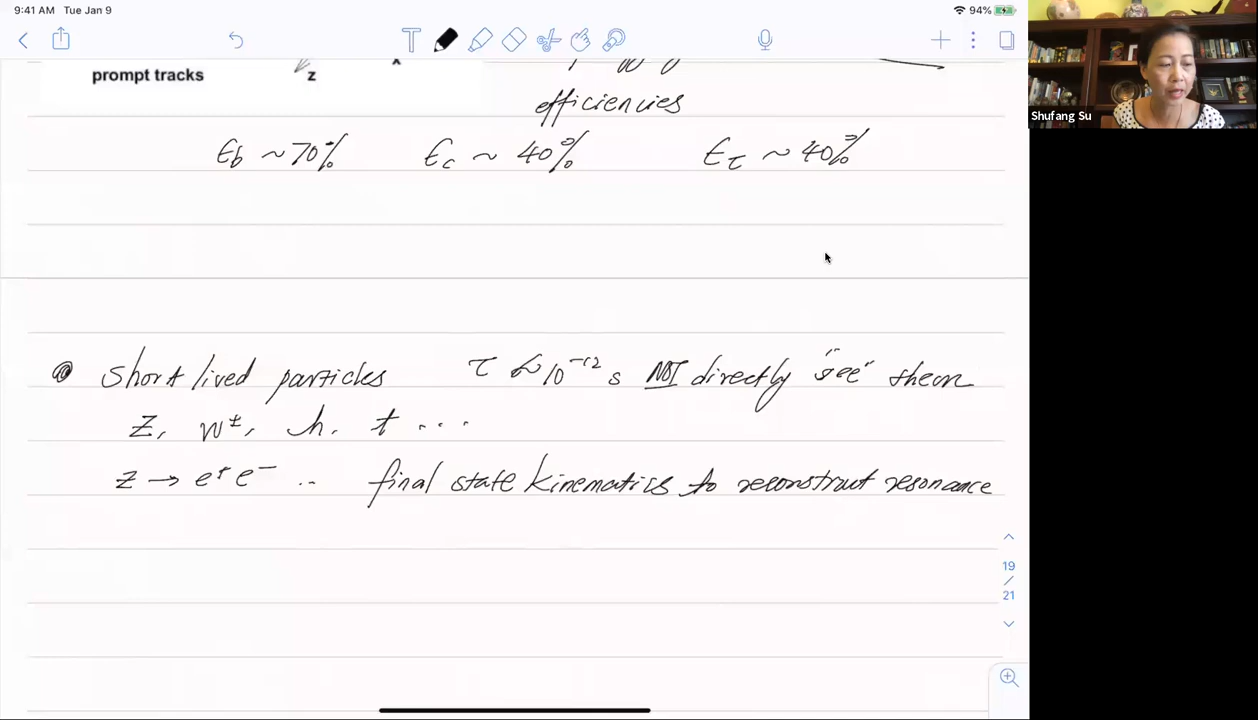 9:41 AM Tue Jan 9
94%
Shufang Su
prompt tracks
z
efficiencies
ϵb ~70% ϵc ~ 40% ϵτ ~ 40%
short lived particles τ ≲ 10⁻¹² s NOT directly "see" them
Z, W±, h, t ...
Z → e⁺e⁻ .. final state kinematics to reconstruct resonance
19
/
21